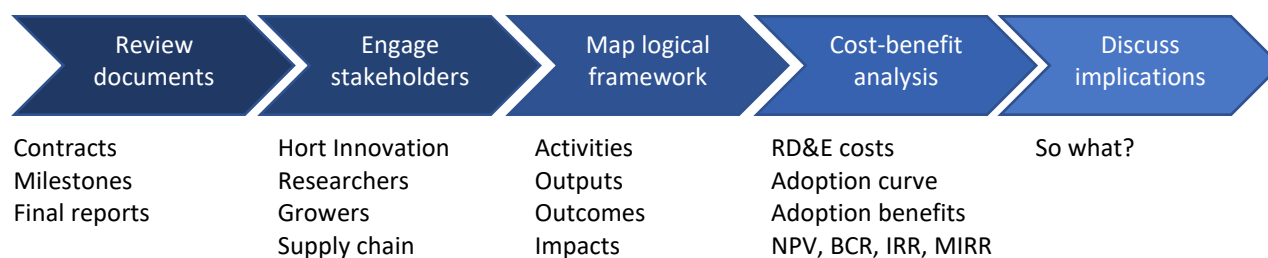 Review
documents
Engage
stakeholders
Map logical
framework
Cost-benefit
analysis
Discuss
implications
Contracts
Milestones
Final reports
Hort Innovation
Researchers
Growers
Supply chain
Activities
Outputs
Outcomes
Impacts
RD&E costs
Adoption curve
Adoption benefits
NPV, BCR, IRR, MIRR
So what?